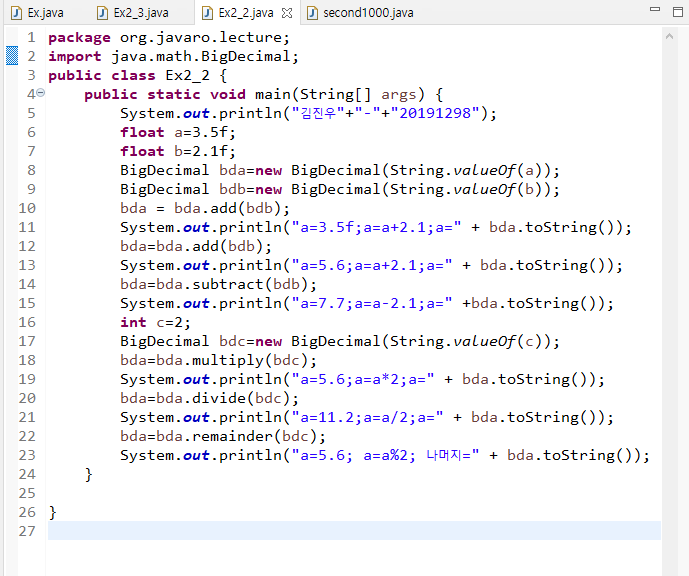 Ex.java Ex2_3.java Ex2_2.java second1000.java
1 package org.javaro.lecture;
2 import java.math.BigDecimal;
3 public class Ex2_2 {
4 public static void main(String[] args) {
5 System.out.println("김진우"+"-"+"20191298");
6 float a=3.5f;
7 float b=2.1f;
8 BigDecimal bda=new BigDecimal(String.valueOf(a));
9 BigDecimal bdb=new BigDecimal(String.valueOf(b));
10 bda = bda.add(bdb);
11 System.out.println("a=3.5f;a=a+2.1;a=" + bda.toString());
12 bda=bda.add(bdb);
13 System.out.println("a=5.6;a=a+2.1;a=" + bda.toString());
14 bda=bda.subtract(bdb);
15 System.out.println("a=7.7;a=a-2.1;a=" +bda.toString());
16 int c=2;
17 BigDecimal bdc=new BigDecimal(String.valueOf(c));
18 bda=bda.multiply(bdc);
19 System.out.println("a=5.6;a=a*2;a=" + bda.toString());
20 bda=bda.divide(bdc);
21 System.out.println("a=11.2;a=a/2;a=" + bda.toString());
22 bda=bda.remainder(bdc);
23 System.out.println("a=5.6; a=a%2; 나머지=" + bda.toString());
24 }
25
26 }
27